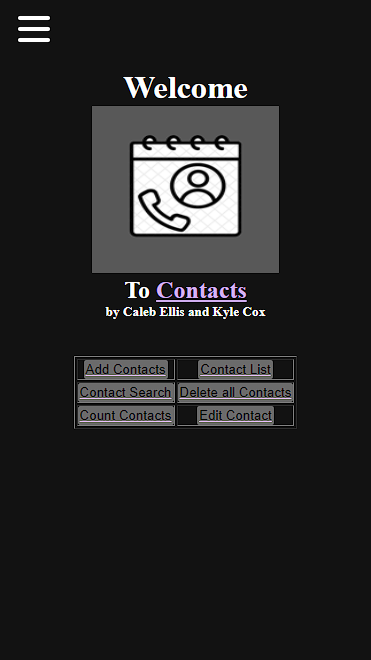 Welcome
To Contacts
by Caleb Ellis and Kyle Cox
Add Contacts Contact List
Contact Search Delete all Contacts
Count Contacts Edit Contact